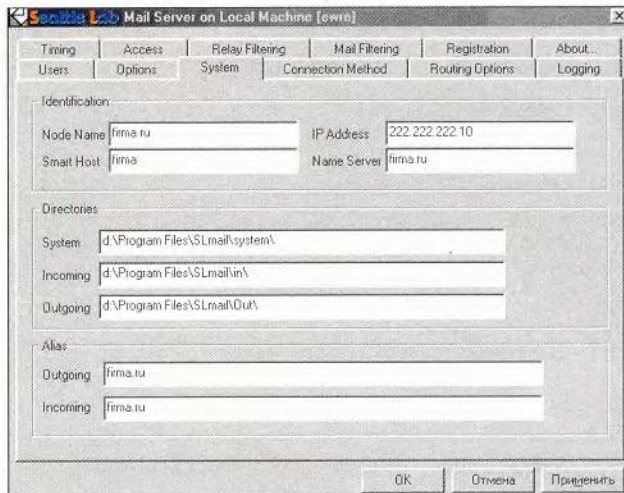 Seattle Lab Mail Server on Local Machine [ewro]
Timing Access Relay Filtering Mail Filtering Registration About...
Users Options System Connection Method Routing Options Logging
Identification
Node Name firma.ru IP Address 222.222.222.10
Smart Host firma Name Server firma.ru
Directories
System d:\Program Files\SLmail\system\
Incoming d:\Program Files\SLmail\in\
Outgoing d:\Program Files\SLmail\Out\
Alias
Outgoing firma.ru
Incoming firma.ru
OK Отмена Применить